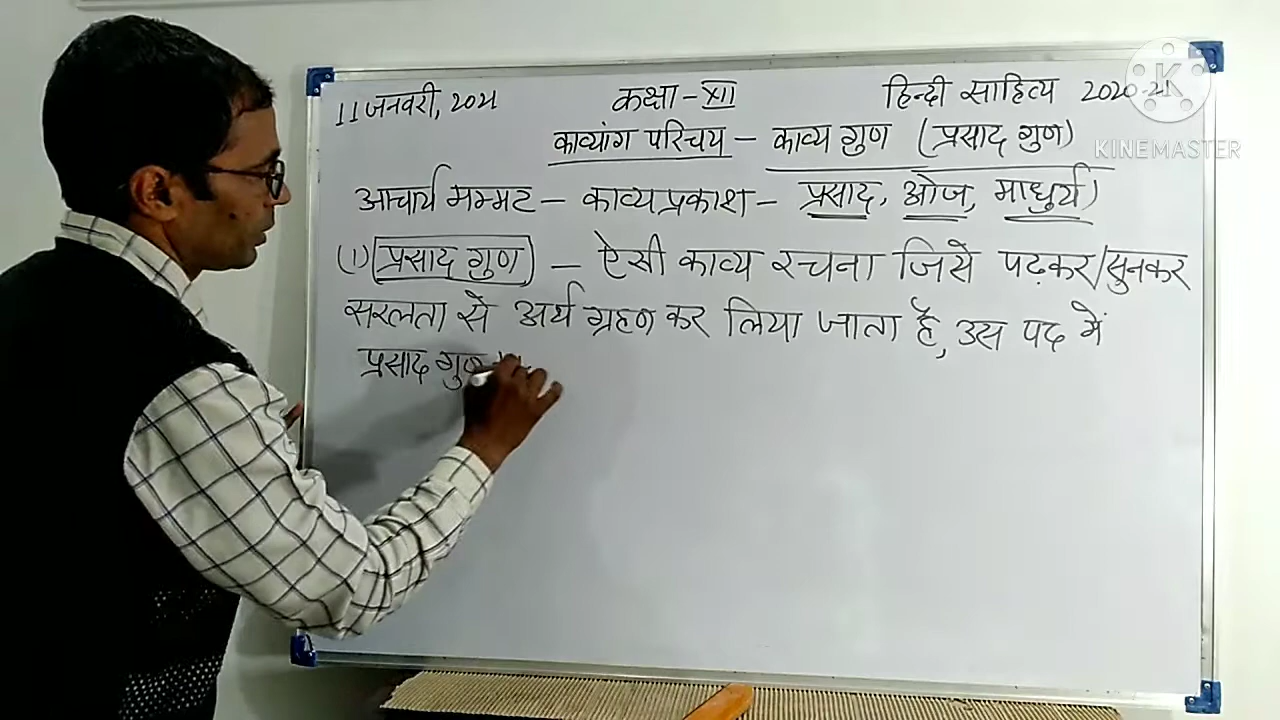 11 जनवरी, 2021 कक्षा - XII हिन्दी साहित्य 2020-21
काव्यांग परिचय – काव्य गुण (प्रसाद गुण)
KINEMASTER
आचार्य मम्मट – काव्यप्रकाश – प्रसाद, ओज, माधुर्य)
(1) प्रसाद गुण – ऐसी काव्य रचना जिसे पढ़कर/सुनकर
सरलता से अर्थ ग्रहण कर लिया जाता है, उस पद में
प्रसाद गुण